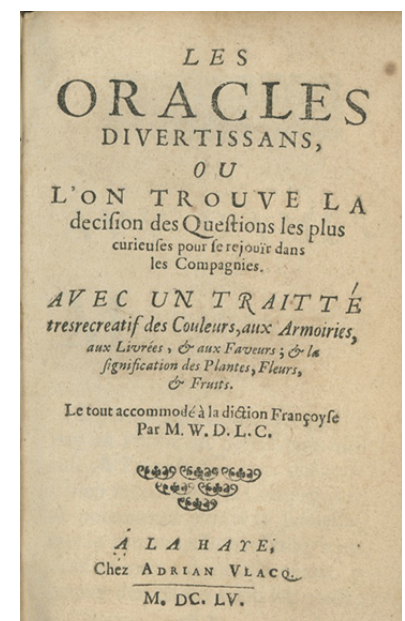 LES
ORACLES
DIVERTISSANS,
OU
L'ON TROUVE LA
deciſion des Queſtions les plus
curieuſes pour ſe rejouïr dans
les Compagnies.
AVEC UN TRAITTÉ
tresrecreatif des Couleurs, aux Armoiries,
aux Livrées, & aux Faveurs; & la
ſignification des Plantes, Fleurs,
& Fruits.
Le tout accommodé à la diction Françoyſe
Par M. W. D. L. C.
Á LA HAYE,
Chez ADRIAN VLACQ.
M. DC. LV.